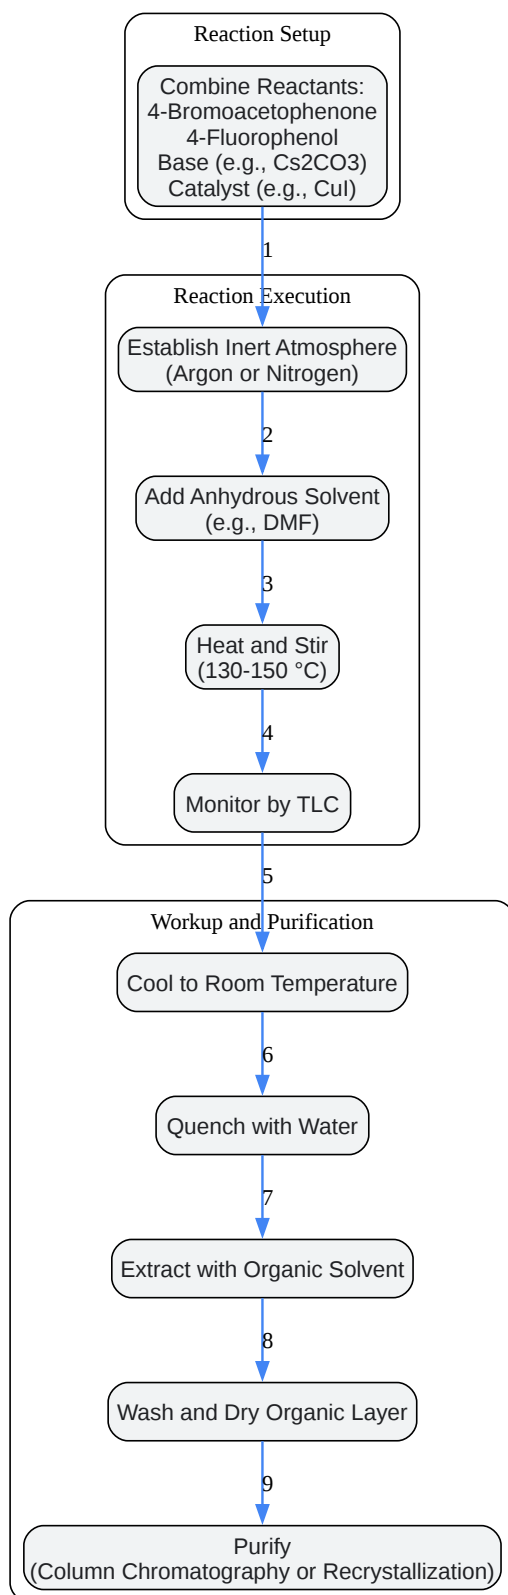 Reaction Setup
Combine Reactants:
4-Bromoacetophenone
4-Fluorophenol
Base (e.g., Cs2CO3)
Catalyst (e.g., CuI)
1
Reaction Execution
Establish Inert Atmosphere
(Argon or Nitrogen)
2
Add Anhydrous Solvent
(e.g., DMF)
3
Heat and Stir
(130-150 °C)
4
Monitor by TLC
5
Workup and Purification
Cool to Room Temperature
6
Quench with Water
7
Extract with Organic Solvent
8
Wash and Dry Organic Layer
9
Purify
(Column Chromatography or Recrystallization)